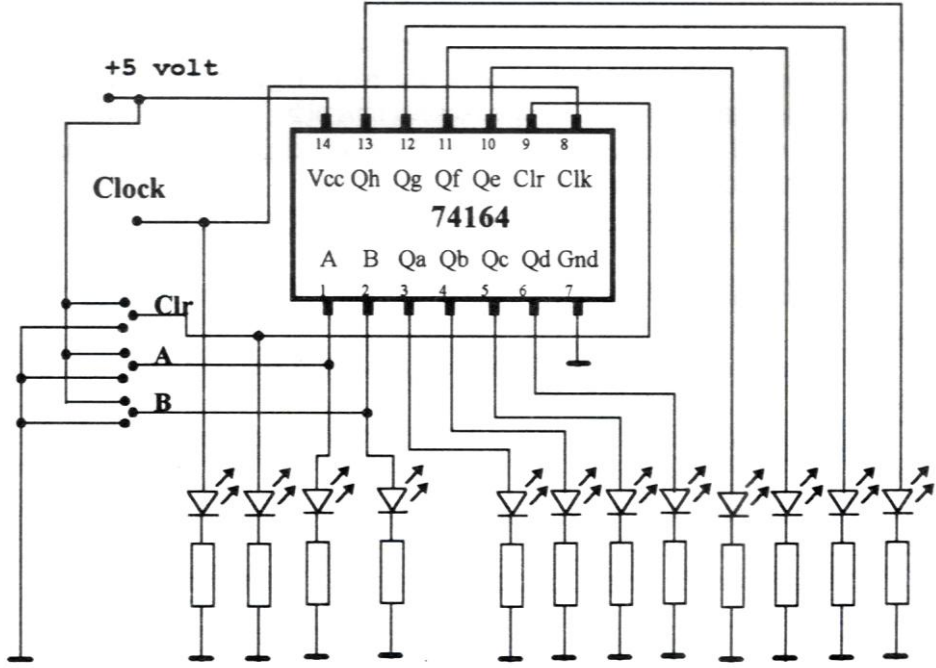 +5 volt
14 13 12 11 10 9 8
Vcc Qh Qg Qf Qe Clr Clk
Clock
74164
A B Qa Qb Qc Qd Gnd
1 2 3 4 5 6 7
Clr
A
B